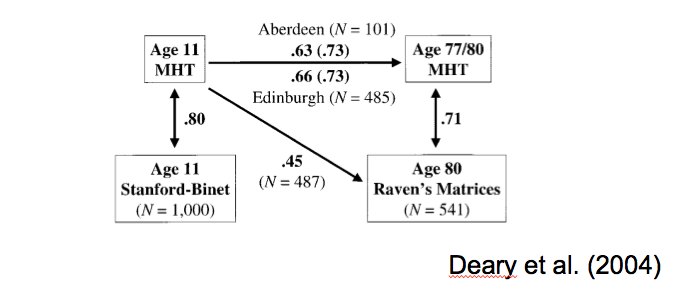 Aberdeen (N = 101)
Age 11
MHT
.63 (.73)
.66 (.73)
Edinburgh (N = 485)
Age 77/80
MHT
.80
.71
.45
(N = 487)
Age 11
Stanford-Binet
(N = 1,000)
Age 80
Raven's Matrices
(N = 541)
Deary et al. (2004)